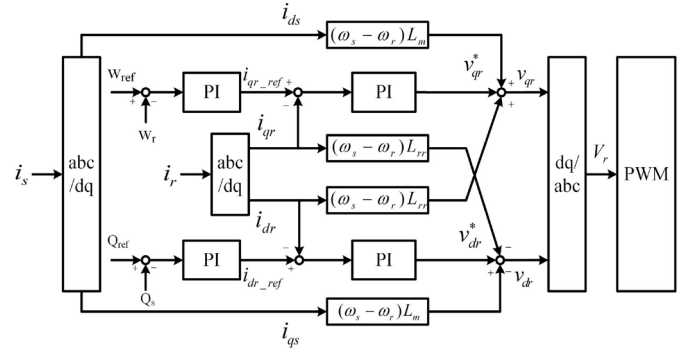 i_ds
(ω_s − ω_r)L_m
v*_qr
W_ref
PI
i_qr_ref
PI
v_qr
+ −
+
−
+
+
W_r
i_qr
i_s
abc
/dq
i_r
abc
/dq
(ω_s − ω_r)L_rr
(ω_s − ω_r)L_rr
dq/
abc
V_r
PWM
i_dr
v*_dr
Q_ref
PI
i_dr_ref
PI
v_dr
+ −
−
+
−
+ −
Q_s
(ω_s − ω_r)L_m
i_qs